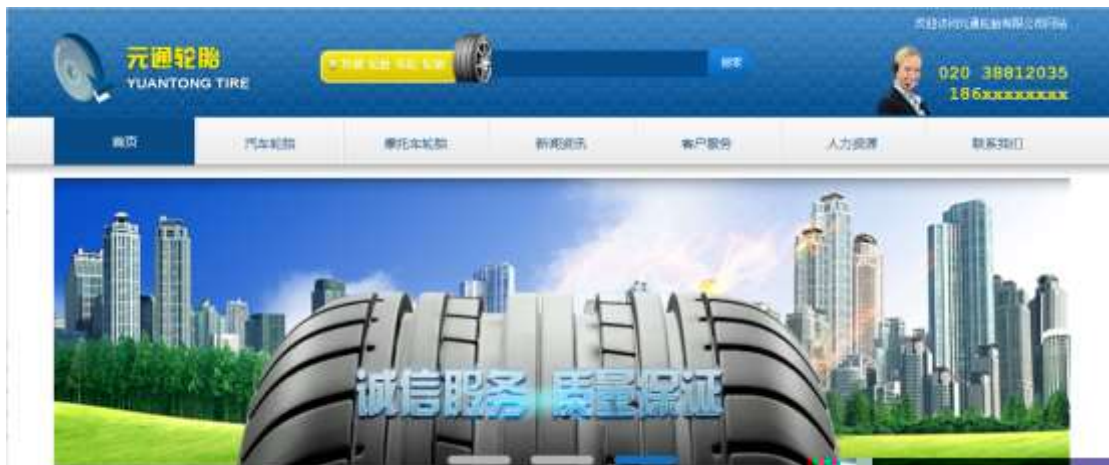 元通轮胎
YUANTONG TIRE
搜索
020 38812035
186xxxxxxxx
首页
汽车轮胎
摩托车轮胎
新闻资讯
客户服务
人力资源
联系我们
诚信服务 质量保证